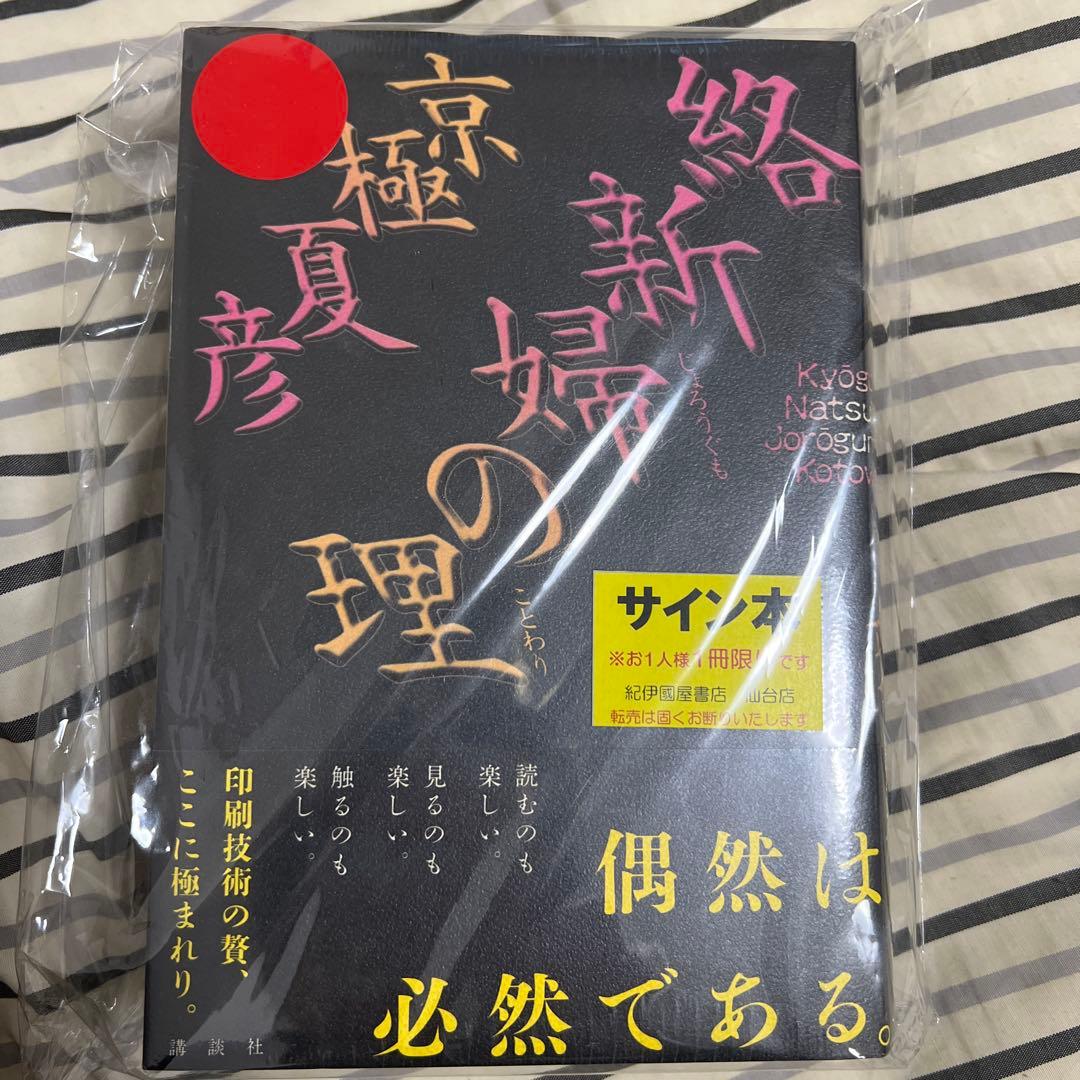 絡新婦の理
じょろうぐも
ことわり
京極夏彦
Kyōg
Natsu
Jorōgu
Kotow
サイン本
※お1人様1冊限りです
紀伊國屋書店 仙台店
転売は固くお断りいたします
偶然は
必然である。
読むのも
楽しい。
見るのも
楽しい。
触るのも
楽しい。
印刷技術の贅、
ここに極まれり。
講談社